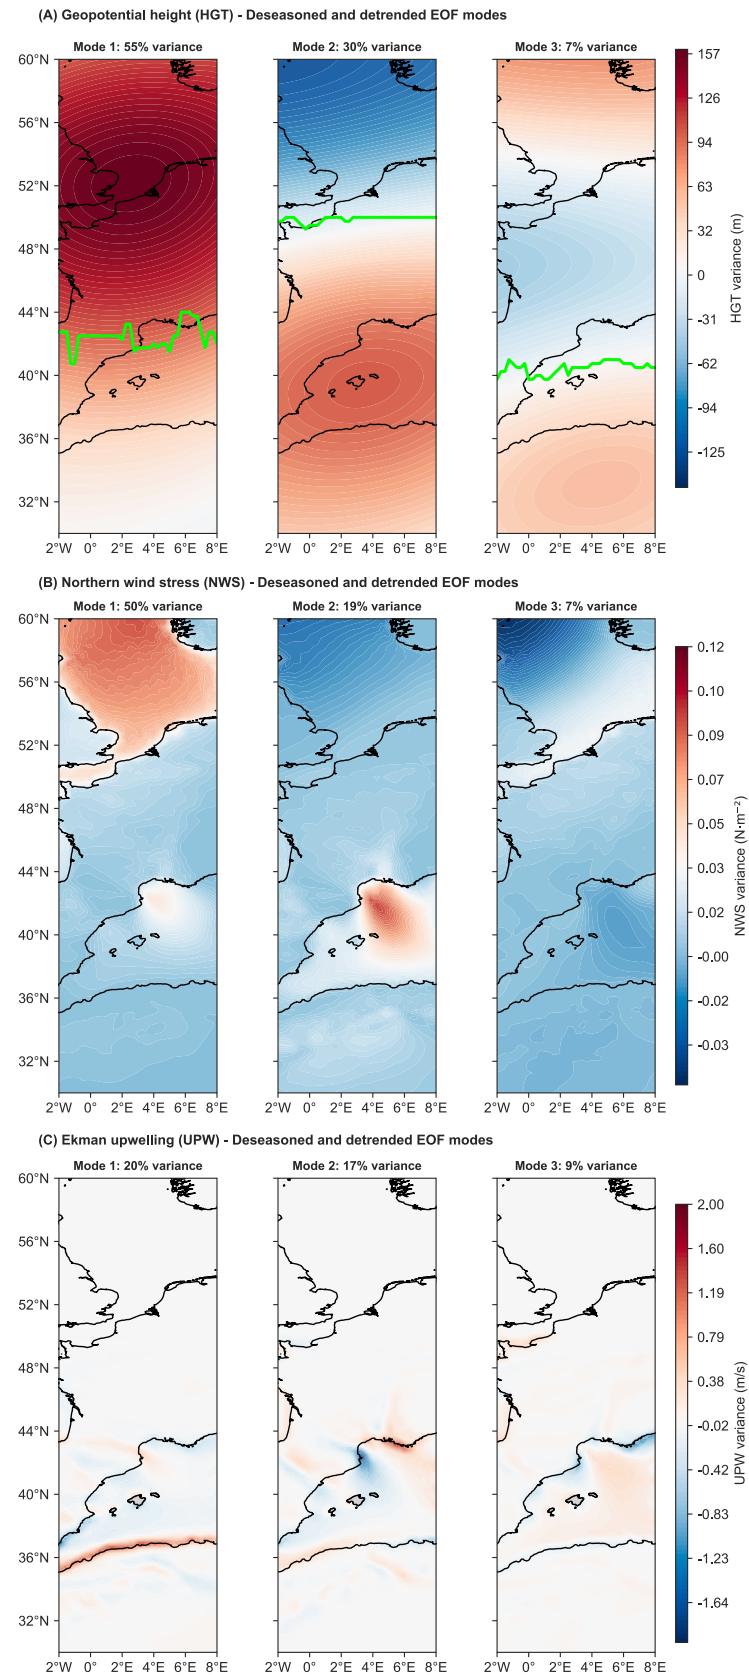 (A) Geopotential height (HGT) - Deseasoned and detrended EOF modes
Mode 1: 55% variance
Mode 2: 30% variance
Mode 3: 7% variance
60°N
56°N
52°N
48°N
44°N
40°N
36°N
32°N
2°W 0° 2°E 4°E 6°E 8°E
2°W 0° 2°E 4°E 6°E 8°E
2°W 0° 2°E 4°E 6°E 8°E
157
126
94
63
32
0
-31
-62
-94
-125
HGT variance (m)
(B) Northern wind stress (NWS) - Deseasoned and detrended EOF modes
Mode 1: 50% variance
Mode 2: 19% variance
Mode 3: 7% variance
60°N
56°N
52°N
48°N
44°N
40°N
36°N
32°N
2°W 0° 2°E 4°E 6°E 8°E
2°W 0° 2°E 4°E 6°E 8°E
2°W 0° 2°E 4°E 6°E 8°E
0.12
0.10
0.09
0.07
0.05
0.03
0.02
-0.00
-0.02
-0.03
NWS variance (N·m⁻²)
(C) Ekman upwelling (UPW) - Deseasoned and detrended EOF modes
Mode 1: 20% variance
Mode 2: 17% variance
Mode 3: 9% variance
60°N
56°N
52°N
48°N
44°N
40°N
36°N
32°N
2°W 0° 2°E 4°E 6°E 8°E
2°W 0° 2°E 4°E 6°E 8°E
2°W 0° 2°E 4°E 6°E 8°E
2.00
1.60
1.19
0.79
0.38
-0.02
-0.42
-0.83
-1.23
-1.64
UPW variance (m/s)